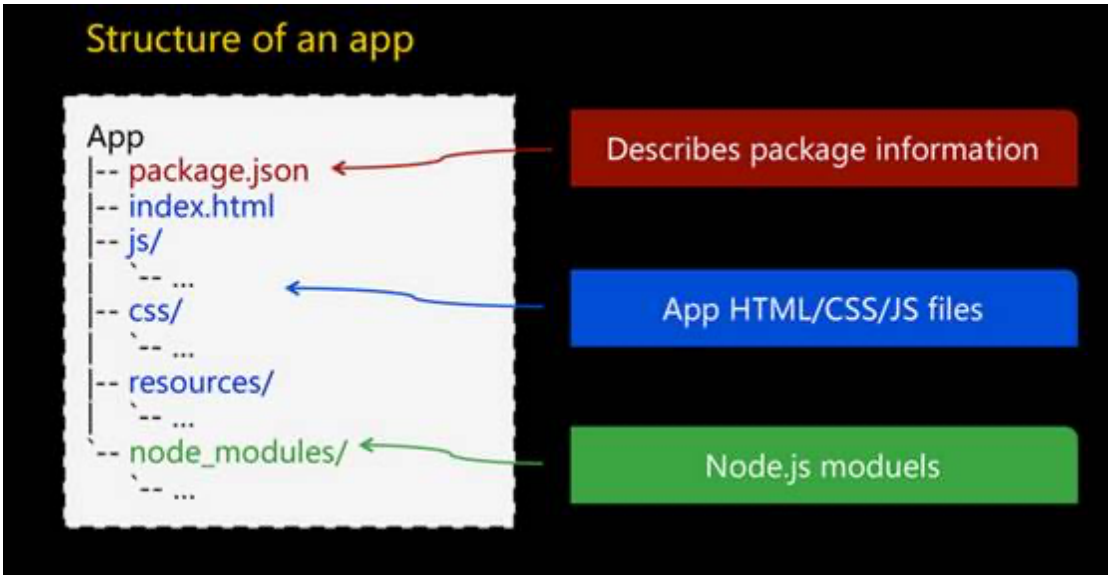 Structure of an app
App
|-- package.json
|-- index.html
|-- js/
|   `-- ...
|-- css/
|   `-- ...
|-- resources/
|   `-- ...
`-- node_modules/
    `-- ...
Describes package information
App HTML/CSS/JS files
Node.js moduels